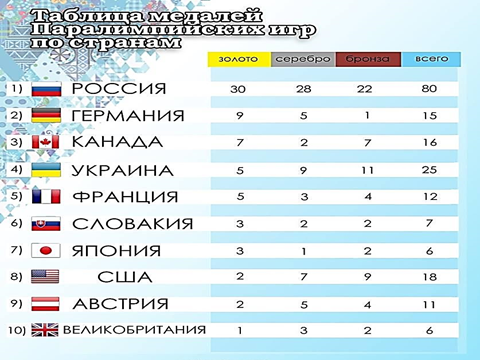 Таблица медалей
Паралимпийских игр
по странам
золото серебро бронза всего
1) РОССИЯ 30 28 22 80
2) ГЕРМАНИЯ 9 5 1 15
3) КАНАДА 7 2 7 16
4) УКРАИНА 5 9 11 25
5) ФРАНЦИЯ 5 3 4 12
6) СЛОВАКИЯ 3 2 2 7
7) ЯПОНИЯ 3 1 2 6
8) США 2 7 9 18
9) АВСТРИЯ 2 5 4 11
10) ВЕЛИКОБРИТАНИЯ 1 3 2 6